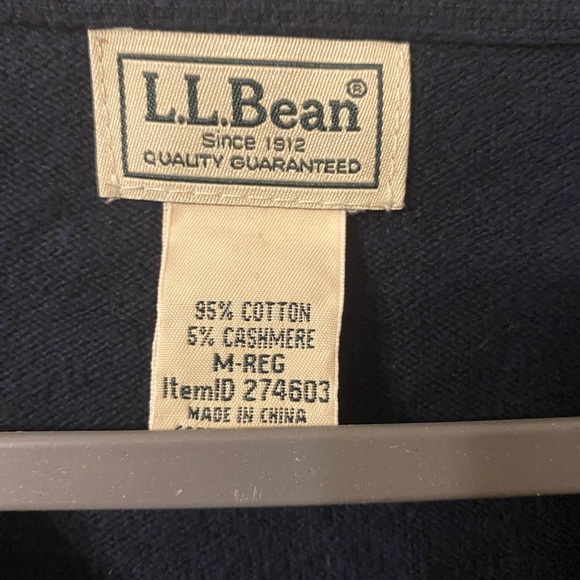 L.L.Bean®
Since 1912
QUALITY GUARANTEED
95% COTTON
5% CASHMERE
M-REG
ItemID 274603
MADE IN CHINA